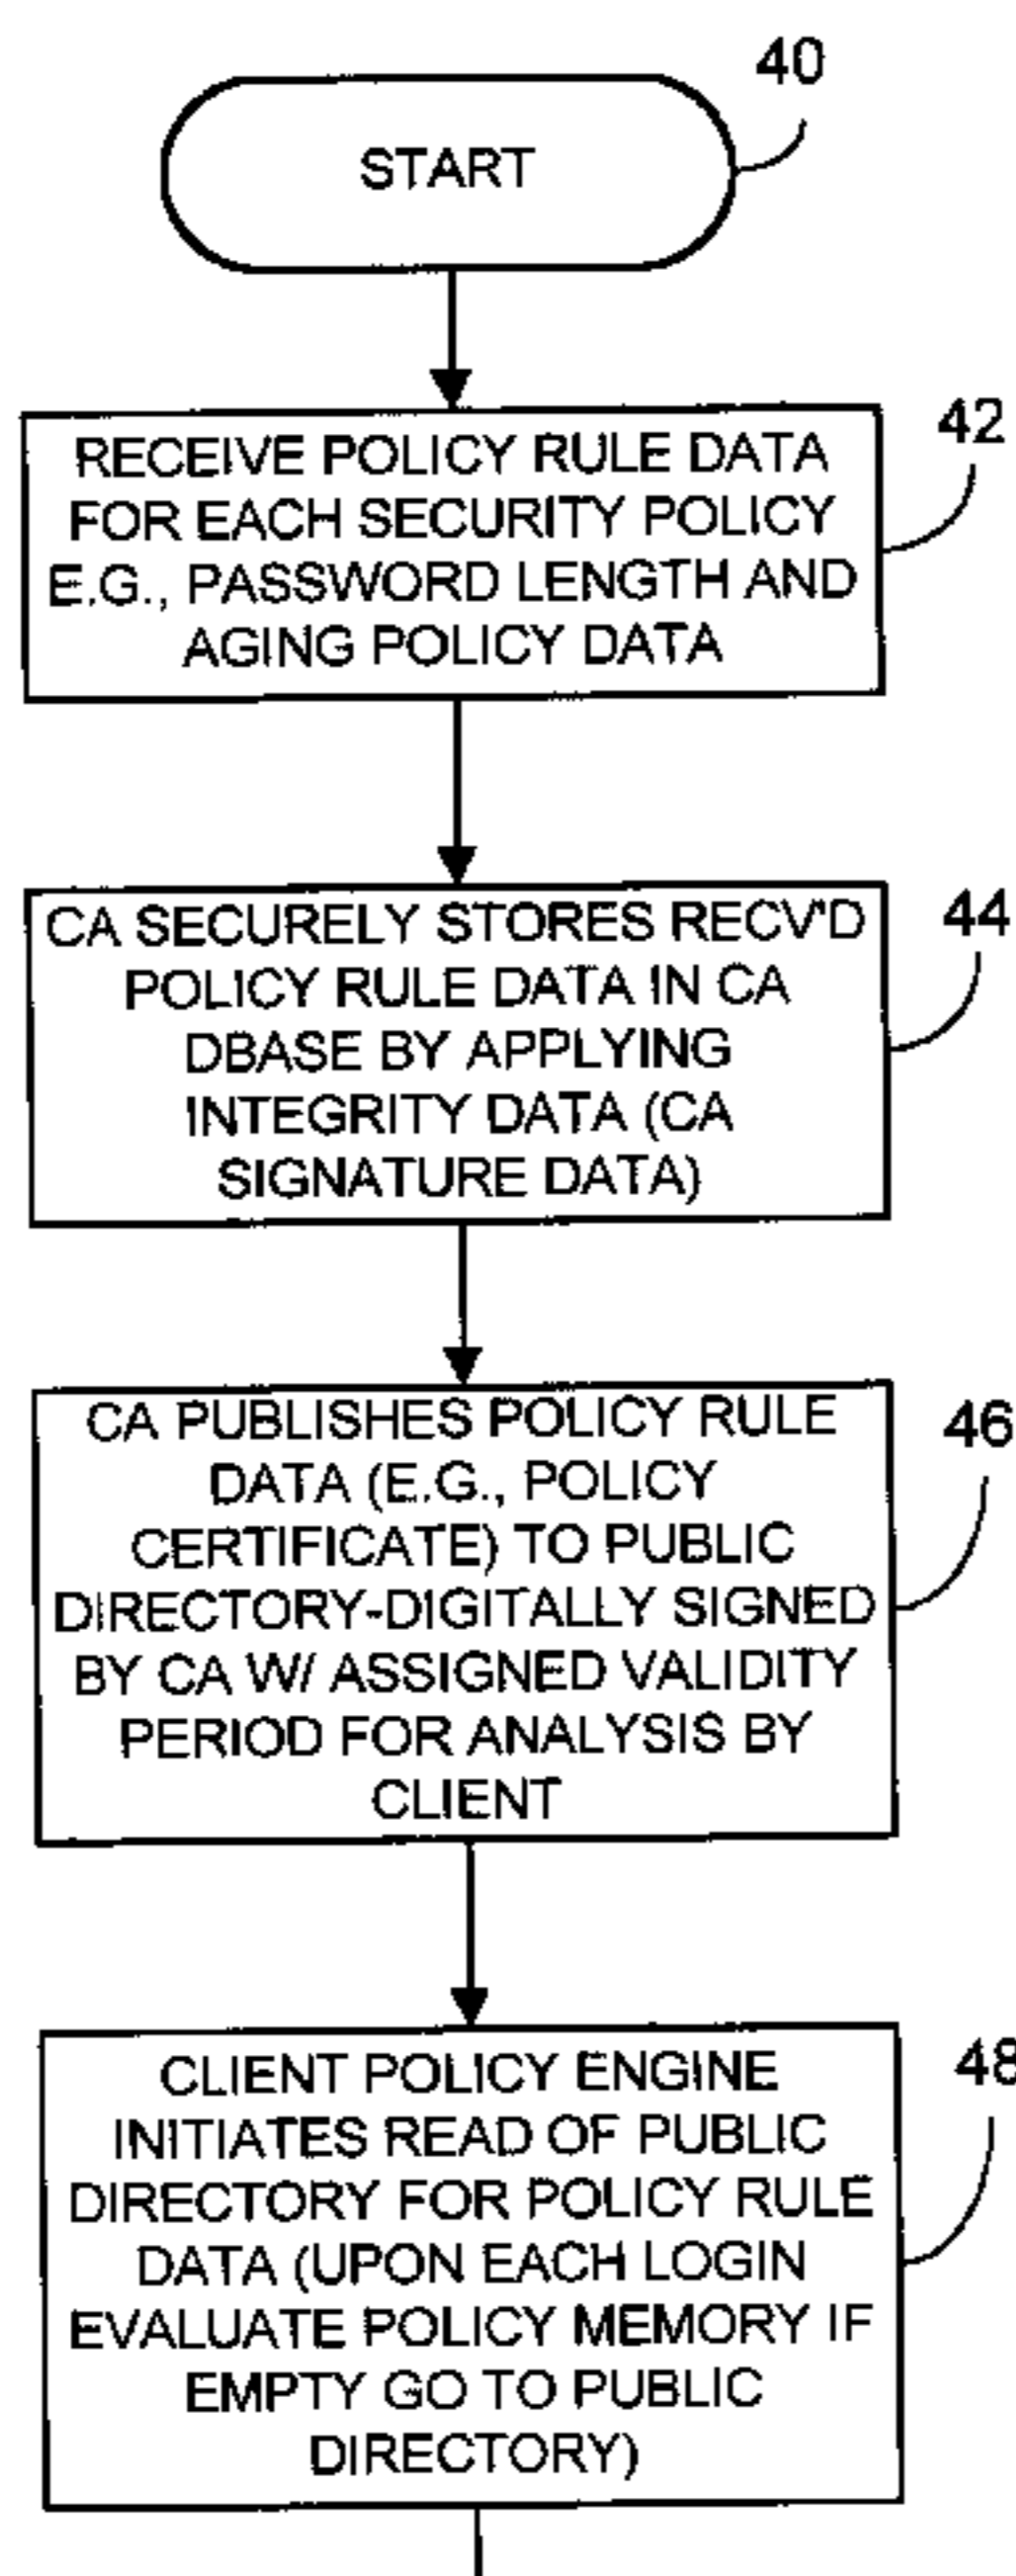 40
START
42
RECEIVE POLICY RULE DATA
FOR EACH SECURITY POLICY
E.G., PASSWORD LENGTH AND
AGING POLICY DATA
44
CA SECURELY STORES RECV'D
POLICY RULE DATA IN CA
DBASE BY APPLYING
INTEGRITY DATA (CA
SIGNATURE DATA)
46
CA PUBLISHES POLICY RULE
DATA (E.G., POLICY
CERTIFICATE) TO PUBLIC
DIRECTORY-DIGITALLY SIGNED
BY CA W/ ASSIGNED VALIDITY
PERIOD FOR ANALYSIS BY
CLIENT
48
CLIENT POLICY ENGINE
INITIATES READ OF PUBLIC
DIRECTORY FOR POLICY RULE
DATA (UPON EACH LOGIN
EVALUATE POLICY MEMORY IF
EMPTY GO TO PUBLIC
DIRECTORY)